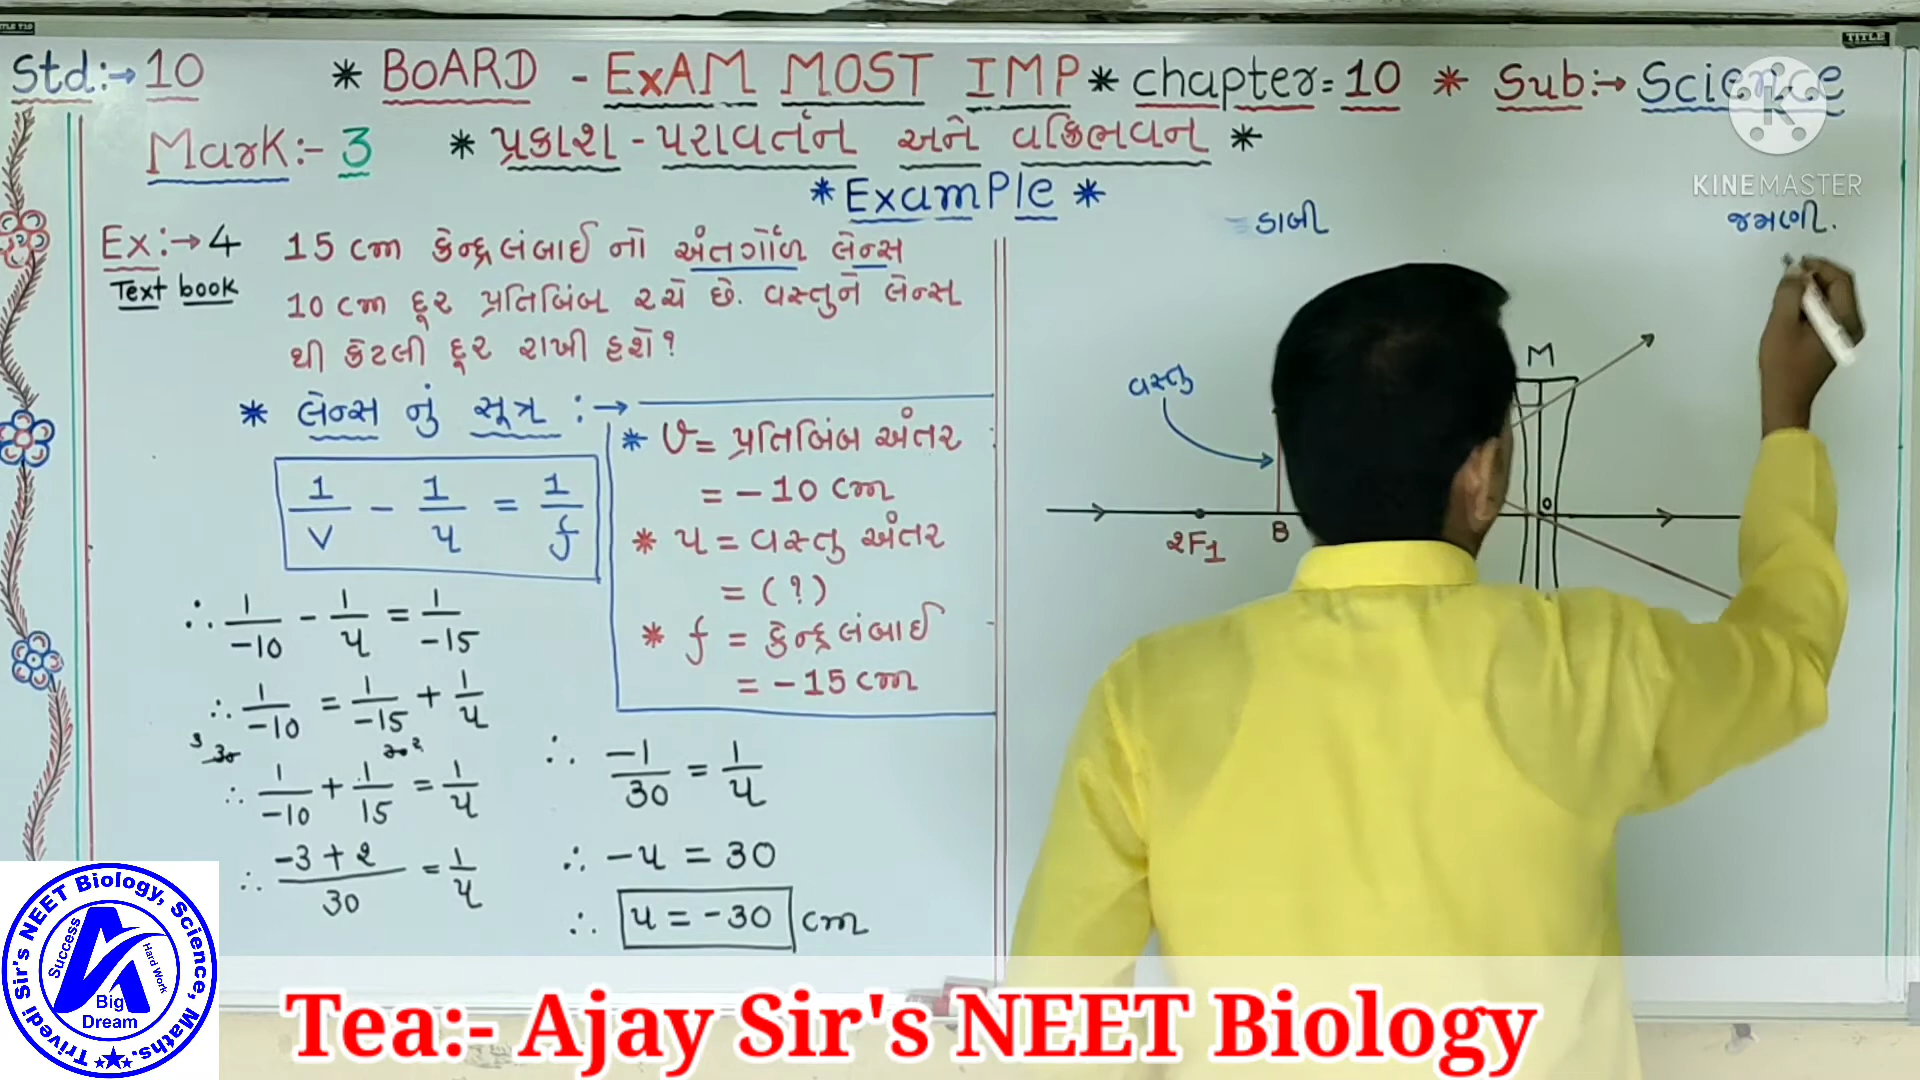 Std:→ 10 * BOARD - EXAM MOST IMP * chapter = 10 * Sub:→ Science
Mark:- 3 * પ્રકાશ - પરાવર્તન અને વક્રિભવન *
KINEMASTER
* Example *
Ex:→ 4
Text book
15 cm કેન્દ્રલંબાઈ નો અંતર્ગોળ લેન્સ
10 cm દૂર પ્રતિબિંબ રચે છે. વસ્તુને લેન્સ
થી કેટલી દૂર રાખી હશે?
* લેન્સ નું સૂત્ર :→
1/v - 1/u = 1/f
∴ 1/-10 - 1/u = 1/-15
∴ 1/-10 = 1/-15 + 1/u
3 30 30 2
∴ 1/-10 + 1/15 = 1/u
∴ -3+2/30 = 1/u
* v = પ્રતિબિંબ અંતર
= -10 cm
* u = વસ્તુ અંતર
= (?)
* f = કેન્દ્રલંબાઈ
= -15 cm
∴ -1/30 = 1/u
∴ -u = 30
∴ u = -30 cm
ડાબી
જમણી.
વસ્તુ
M
O
2F1
B
Trivedi Sir's NEET Biology, Science, Maths.
Success
Hard Work
Big
Dream
Tea:- Ajay Sir's NEET Biology